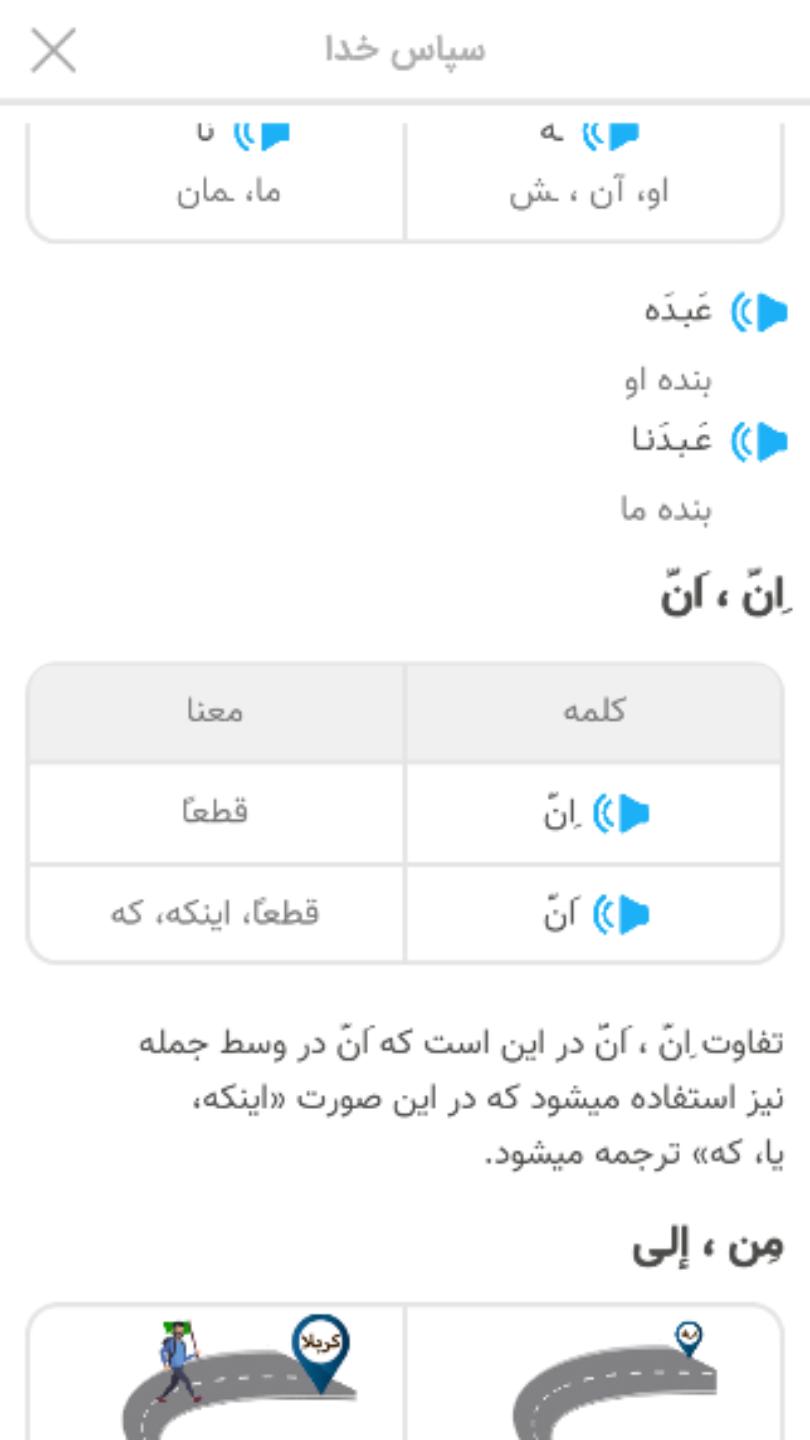 سپاس خدا
ـه
نا
او، آن ، ـش
ما، ـمان
عَبدَه
بنده او
عَبدَنا
بنده ما
اِنّ ، اَنّ
کلمه
معنا
اِنّ
قطعاً
اَنّ
قطعاً، اینکه، که
تفاوت اِنّ ، اَنّ در این است که اَنّ در وسط جمله
نیز استفاده میشود که در این صورت «اینکه،
یا، که» ترجمه میشود.
مِن ، إلی
کربلا